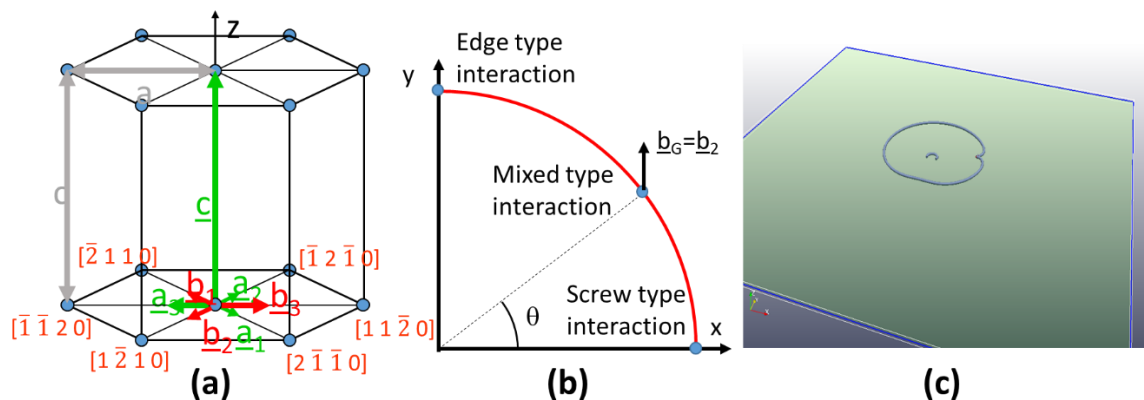 z
a
c
c
[2̅ 1 1 0]
[1̅ 2 1̅ 0]
b₁
a₂
a₃
b₃
b₂
a₁
[1̅ 1̅ 2 0]
[1 1 2̅ 0]
[1 2̅ 1 0]
[2 1̅ 1̅ 0]
(a)
Edge type
interaction
y
b_G=b₂
Mixed type
interaction
Screw type
interaction
θ
x
(b)
(c)